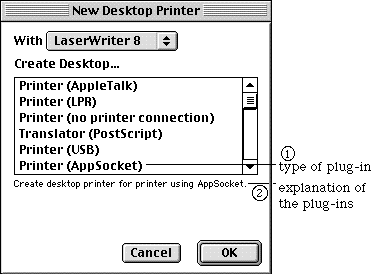 New Desktop Printer
With LaserWriter 8
Create Desktop...
Printer (AppleTalk)
Printer (LPR)
Printer (no printer connection)
Translator (PostScript)
Printer (USB)
Printer (AppSocket)
1
type of plug-in
Create desktop printer for printer using AppSocket.
2
explanation
of the plug-ins
Cancel
OK